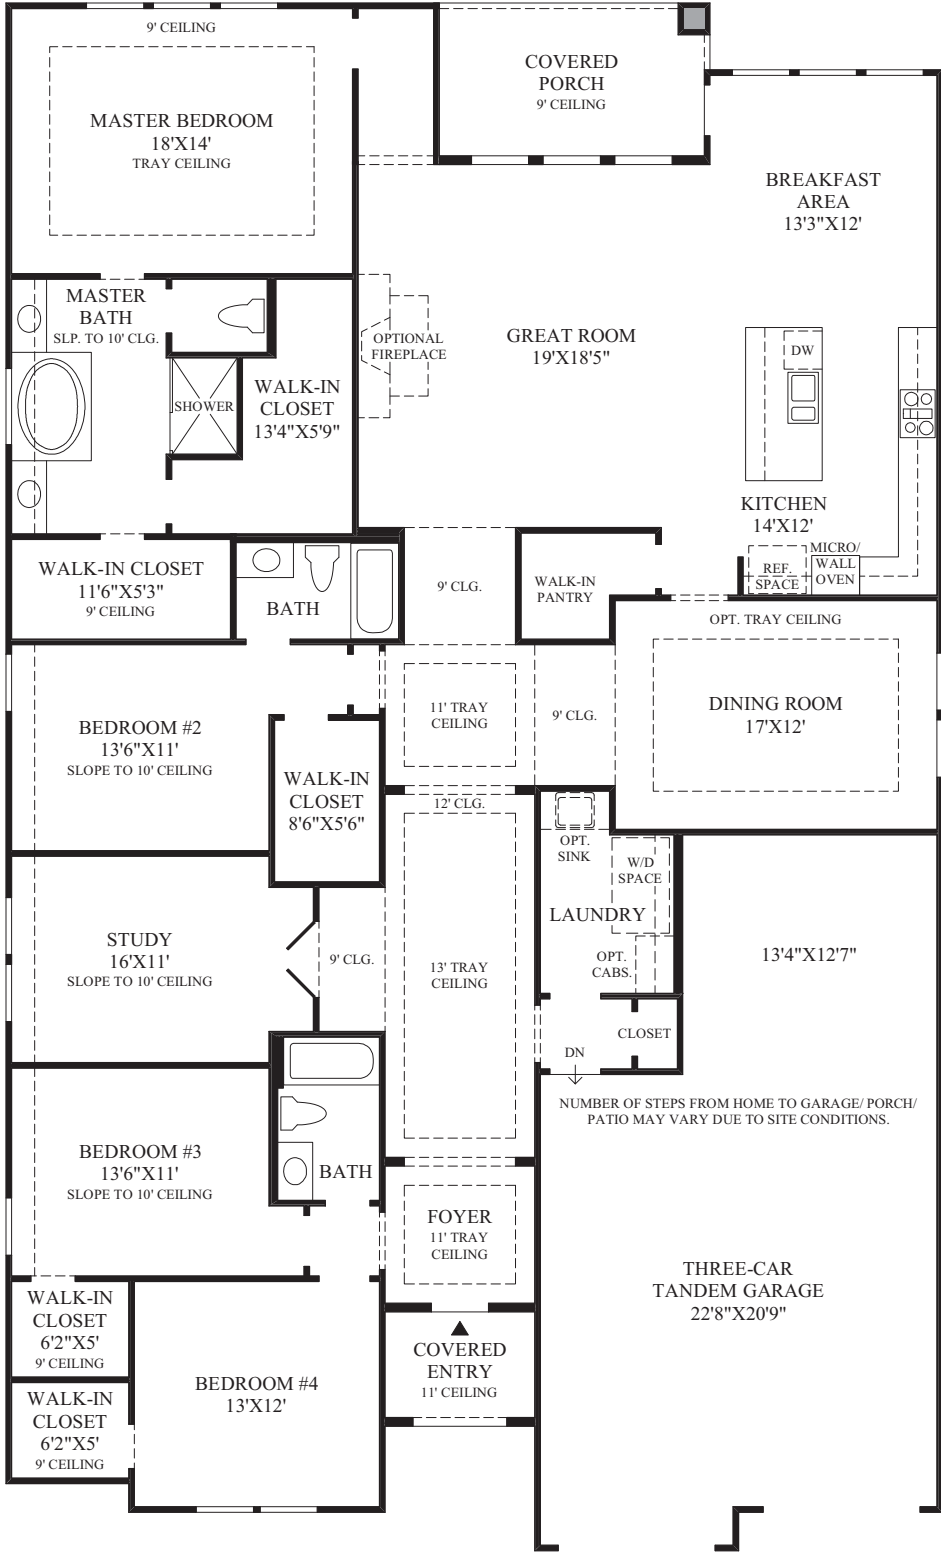 9' CEILING
MASTER BEDROOM
18'X14'
TRAY CEILING
COVERED
PORCH
9' CEILING
BREAKFAST
AREA
13'3"X12'
MASTER
BATH
SLP. TO 10' CLG.
SHOWER
WALK-IN
CLOSET
13'4"X5'9"
OPTIONAL
FIREPLACE
GREAT ROOM
19'X18'5"
DW
KITCHEN
14'X12'
MICRO/
WALL
OVEN
REF.
SPACE
WALK-IN CLOSET
11'6"X5'3"
9' CEILING
BATH
9' CLG.
WALK-IN
PANTRY
OPT. TRAY CEILING
DINING ROOM
17'X12'
BEDROOM #2
13'6"X11'
SLOPE TO 10' CEILING
11' TRAY
CEILING
9' CLG.
WALK-IN
CLOSET
8'6"X5'6"
12' CLG.
OPT.
SINK
W/D
SPACE
LAUNDRY
OPT.
CABS.
STUDY
16'X11'
SLOPE TO 10' CEILING
9' CLG.
13' TRAY
CEILING
13'4"X12'7"
CLOSET
DN
NUMBER OF STEPS FROM HOME TO GARAGE/ PORCH/
PATIO MAY VARY DUE TO SITE CONDITIONS.
BEDROOM #3
13'6"X11'
SLOPE TO 10' CEILING
BATH
FOYER
11' TRAY
CEILING
THREE-CAR
TANDEM GARAGE
22'8"X20'9"
WALK-IN
CLOSET
6'2"X5'
9' CEILING
COVERED
ENTRY
11' CEILING
BEDROOM #4
13'X12'
WALK-IN
CLOSET
6'2"X5'
9' CEILING